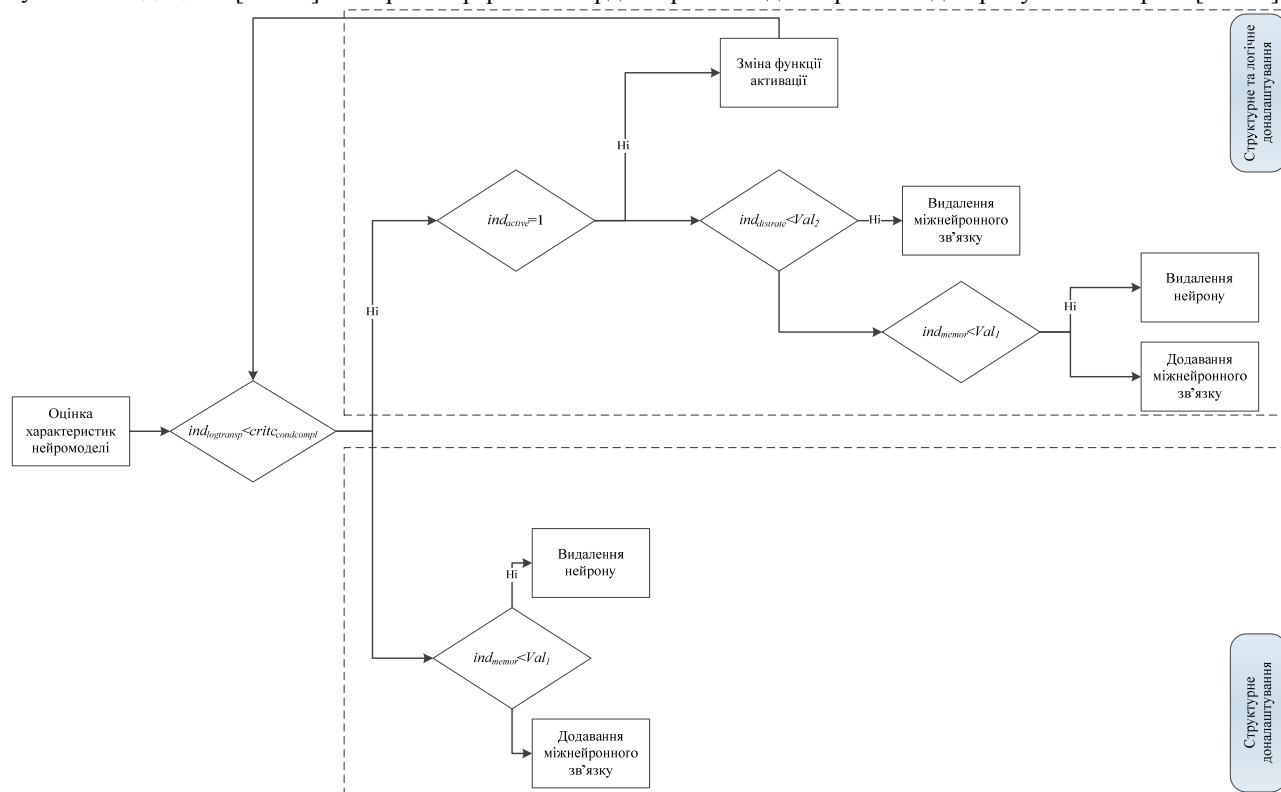 Зміна функції
активації
Структурне та логічне
доналаштування
Ні
ind_active=1
ind_distrate<Val_2
Ні
Видалення
міжнейронного
зв'язку
Видалення
нейрону
Ні
Ні
ind_memor<Val_1
Додавання
міжнейронного
зв'язку
Оцінка
характеристик
нейромоделі
ind_logtransp<critc_condcompl
Видалення
нейрону
Ні
ind_memor<Val_1
Додавання
міжнейронного
зв'язку
Структурне
доналаштування